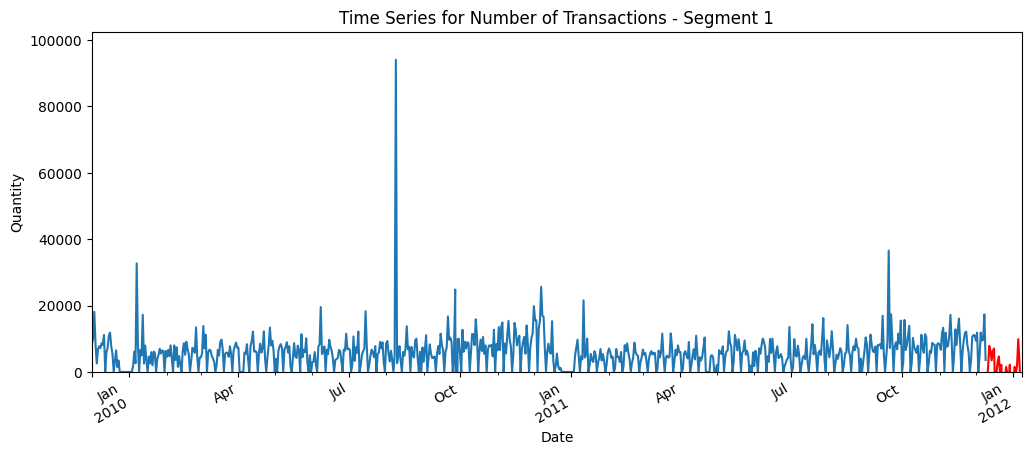 Time Series for Number of Transactions - Segment 1
100000
80000
60000
40000
20000
0
Quantity
Jan
2010
Apr
Jul
Oct
Jan
2011
Apr
Jul
Oct
Jan
2012
Date